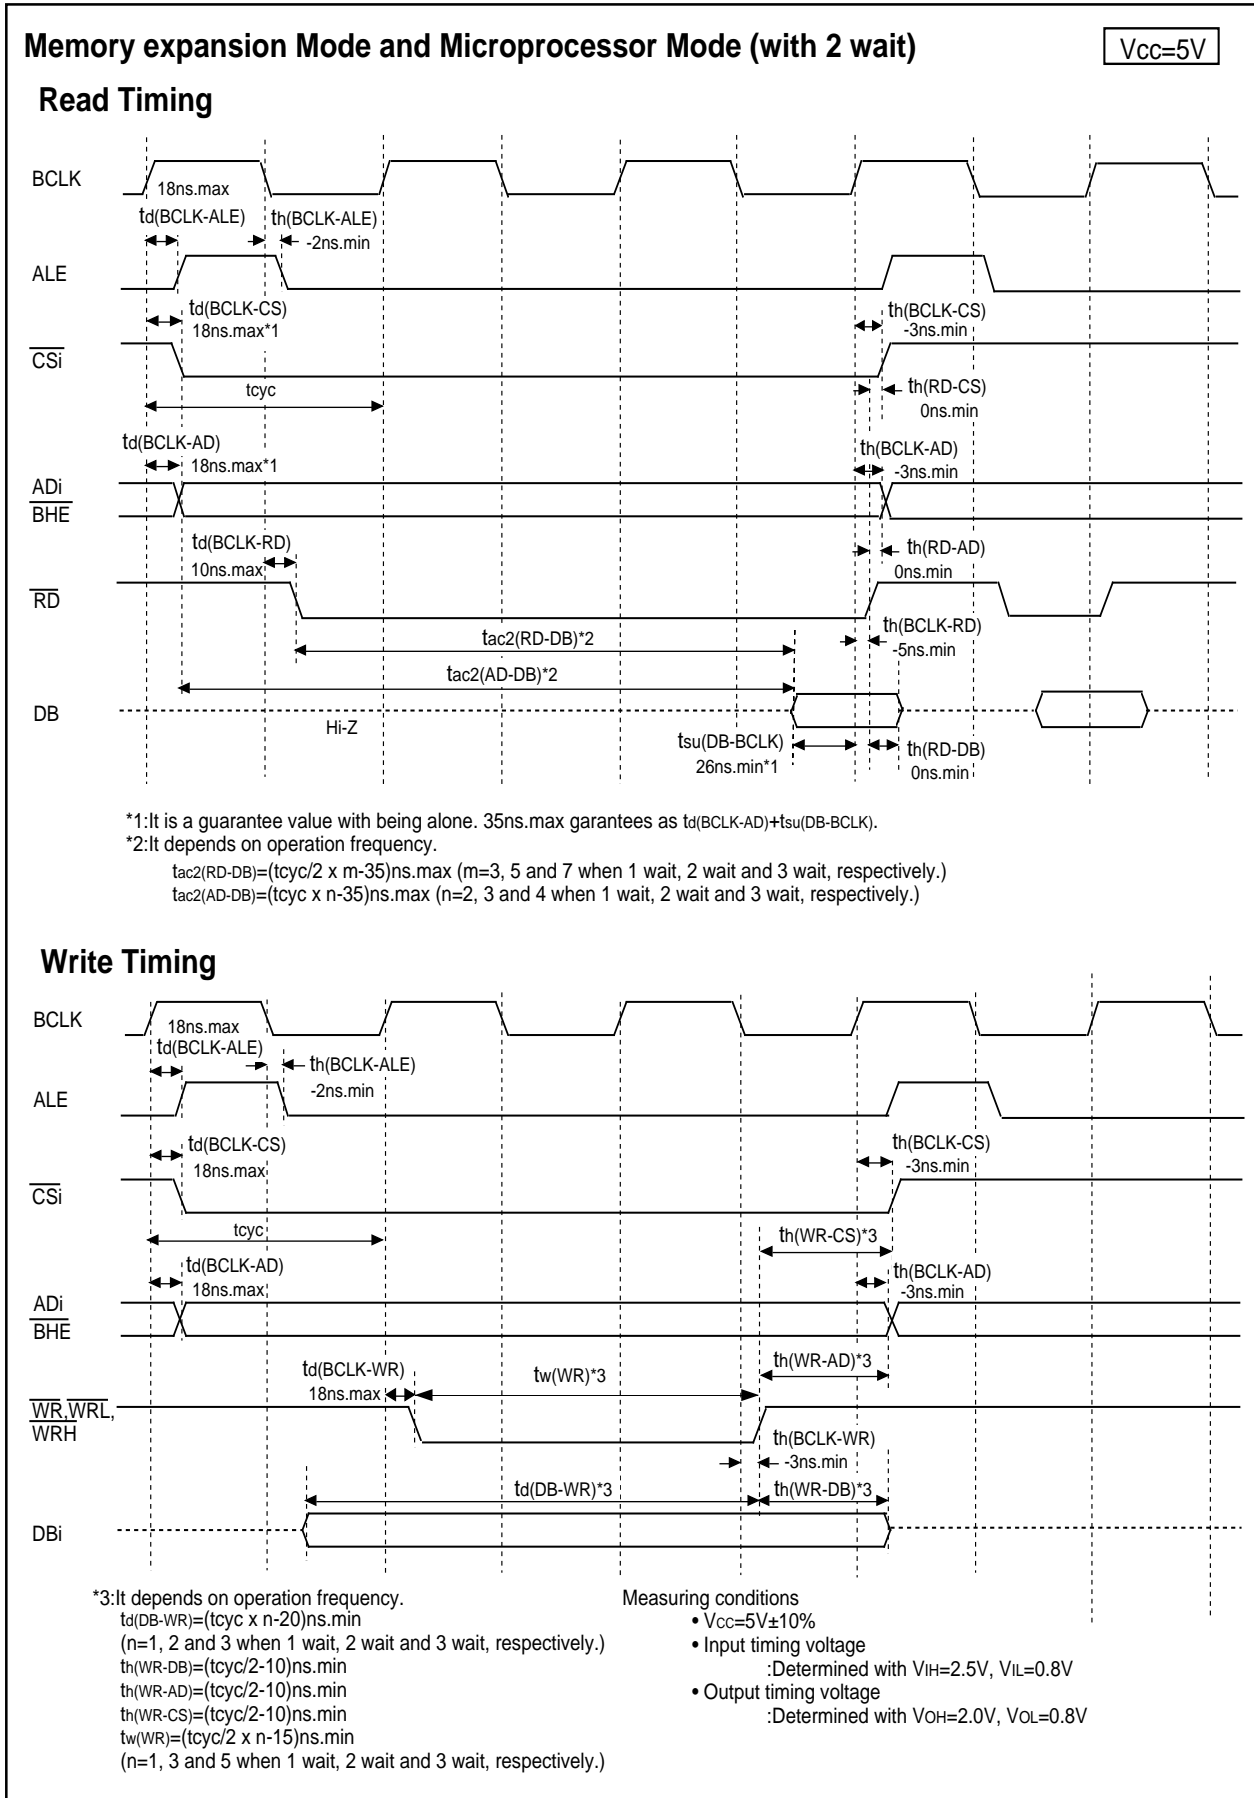 Memory expansion Mode and Microprocessor Mode (with 2 wait)
Vcc=5V
Read Timing
BCLK
18ns.max
td(BCLK-ALE)
th(BCLK-ALE)
-2ns.min
ALE
td(BCLK-CS)
18ns.max*1
th(BCLK-CS)
-3ns.min
CSi
tcyc
th(RD-CS)
0ns.min
td(BCLK-AD)
18ns.max*1
th(BCLK-AD)
-3ns.min
ADi
BHE
td(BCLK-RD)
10ns.max
th(RD-AD)
0ns.min
RD
th(BCLK-RD)
-5ns.min
tac2(RD-DB)*2
tac2(AD-DB)*2
DB
Hi-Z
tsu(DB-BCLK)
26ns.min*1
th(RD-DB)
0ns.min
*1:It is a guarantee value with being alone. 35ns.max garantees as td(BCLK-AD)+tsu(DB-BCLK).
*2:It depends on operation frequency.
tac2(RD-DB)=(tcyc/2 x m-35)ns.max (m=3, 5 and 7 when 1 wait, 2 wait and 3 wait, respectively.)
tac2(AD-DB)=(tcyc x n-35)ns.max (n=2, 3 and 4 when 1 wait, 2 wait and 3 wait, respectively.)
Write Timing
BCLK
18ns.max
td(BCLK-ALE)
th(BCLK-ALE)
-2ns.min
ALE
td(BCLK-CS)
18ns.max
th(BCLK-CS)
-3ns.min
CSi
tcyc
th(WR-CS)*3
td(BCLK-AD)
18ns.max
th(BCLK-AD)
-3ns.min
ADi
BHE
td(BCLK-WR)
18ns.max
tw(WR)*3
th(WR-AD)*3
WR,WRL,
WRH
th(BCLK-WR)
-3ns.min
td(DB-WR)*3
th(WR-DB)*3
DBi
*3:It depends on operation frequency.
td(DB-WR)=(tcyc x n-20)ns.min
(n=1, 2 and 3 when 1 wait, 2 wait and 3 wait, respectively.)
th(WR-DB)=(tcyc/2-10)ns.min
th(WR-AD)=(tcyc/2-10)ns.min
th(WR-CS)=(tcyc/2-10)ns.min
tw(WR)=(tcyc/2 x n-15)ns.min
(n=1, 3 and 5 when 1 wait, 2 wait and 3 wait, respectively.)
Measuring conditions
• VCC=5V±10%
• Input timing voltage
:Determined with VIH=2.5V, VIL=0.8V
• Output timing voltage
:Determined with VOH=2.0V, VOL=0.8V